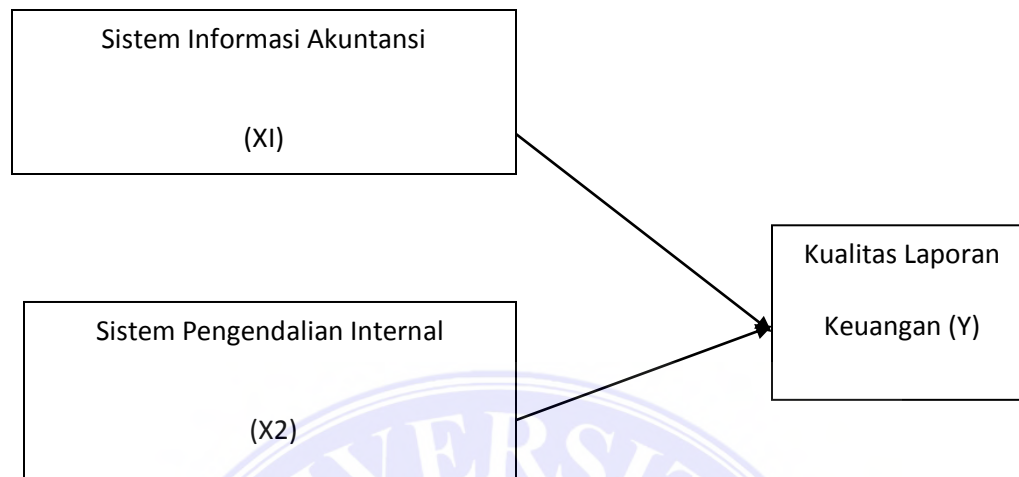 Sistem Informasi Akuntansi
(XI)
Kualitas Laporan
Keuangan (Y)
Sistem Pengendalian Internal
(X2)